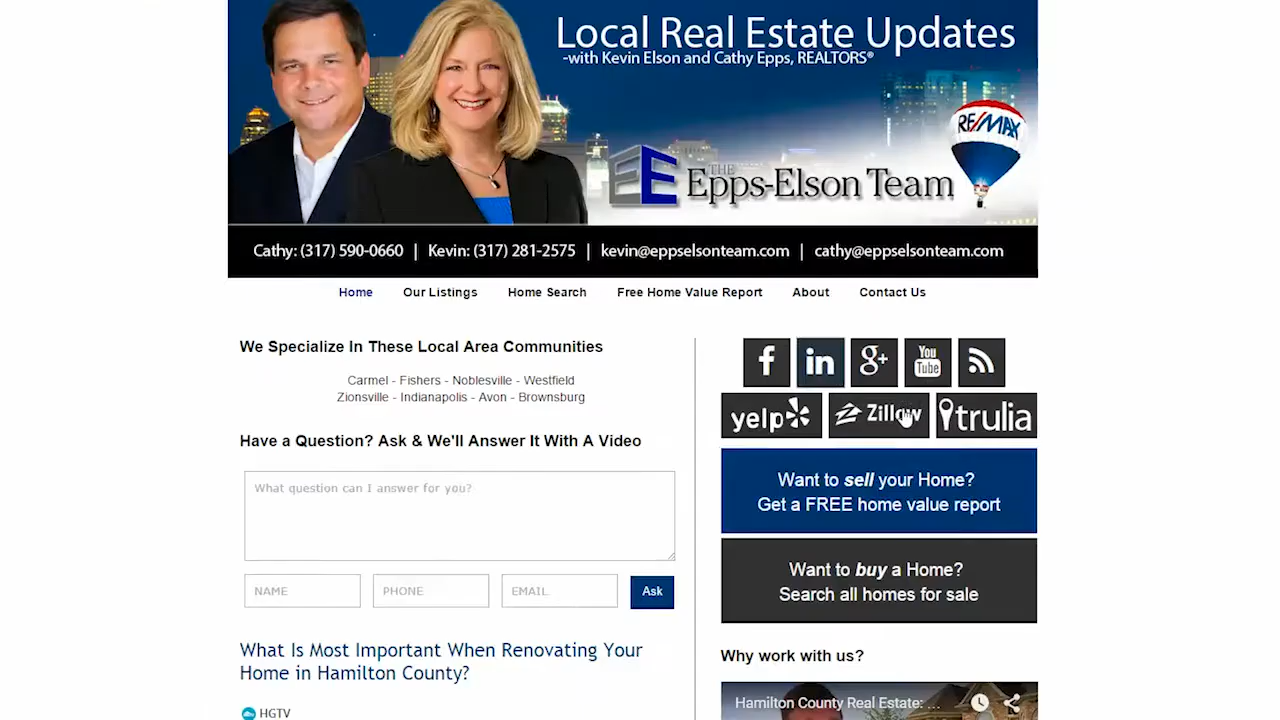 Local Real Estate Updates
-with Kevin Elson and Cathy Epps, REALTORS®
RE/MAX
THE
EE
Epps-Elson Team
Cathy: (317) 590-0660 | Kevin: (317) 281-2575 | kevin@eppselsonteam.com | cathy@eppselsonteam.com
Home Our Listings Home Search Free Home Value Report About Contact Us
We Specialize In These Local Area Communities
Carmel - Fishers - Noblesville - Westfield
Zionsville - Indianapolis - Avon - Brownsburg
Have a Question? Ask & We'll Answer It With A Video
What question can I answer for you?
NAME PHONE EMAIL Ask
What Is Most Important When Renovating Your
Home in Hamilton County?
HGTV
f in g+ You Tube
yelp Zillow trulia
Want to sell your Home?
Get a FREE home value report
Want to buy a Home?
Search all homes for sale
Why work with us?
Hamilton County Real Estate: ...